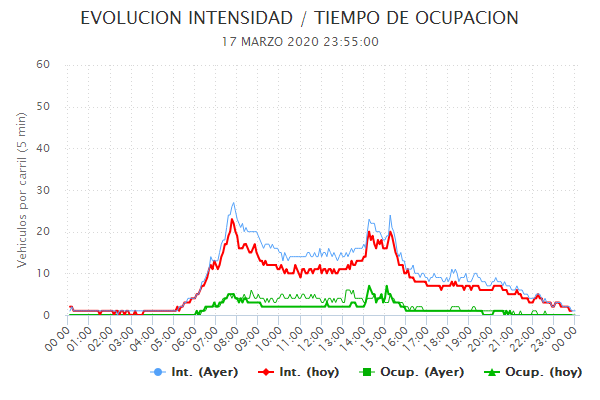 EVOLUCION INTENSIDAD / TIEMPO DE OCUPACION
17 MARZO 2020 23:55:00
Vehiculos por carril (5 min)
60
50
40
30
20
10
0
00:00 01:00 02:00 03:00 04:00 05:00 06:00 07:00 08:00 09:00 10:00 11:00 12:00 13:00 14:00 15:00 16:00 17:00 18:00 19:00 20:00 21:00 22:00 23:00 00:00
Int. (Ayer) Int. (hoy) Ocup. (Ayer) Ocup. (hoy)